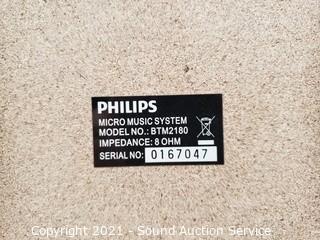 PHILIPS
MICRO MUSIC SYSTEM
MODEL NO.: BTM2180
IMPEDANCE: 8 OHM
SERIAL NO: 0167047
Copyright 2021 - Sound Auction Service